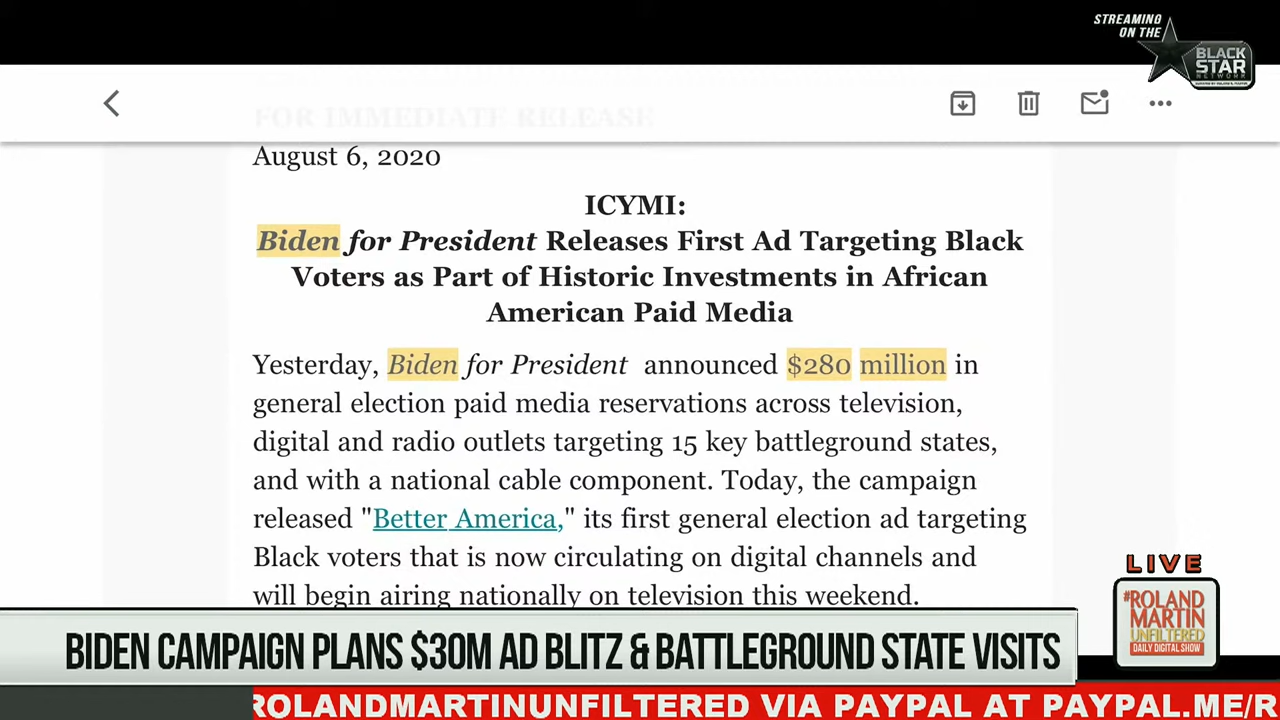 STREAMING
ON THE
BLACK
STAR
NETWORK
FOR IMMEDIATE RELEASE
August 6, 2020
ICYMI:
Biden for President Releases First Ad Targeting Black
Voters as Part of Historic Investments in African
American Paid Media
Yesterday, Biden for President announced $280 million in
general election paid media reservations across television,
digital and radio outlets targeting 15 key battleground states,
and with a national cable component. Today, the campaign
released "Better America," its first general election ad targeting
Black voters that is now circulating on digital channels and
will begin airing nationally on television this weekend.
LIVE
#ROLAND
MARTIN
UNFILTERED
DAILY DIGITAL SHOW
BIDEN CAMPAIGN PLANS $30M AD BLITZ & BATTLEGROUND STATE VISITS
ROLANDMARTINUNFILTERED VIA PAYPAL AT PAYPAL.ME/R